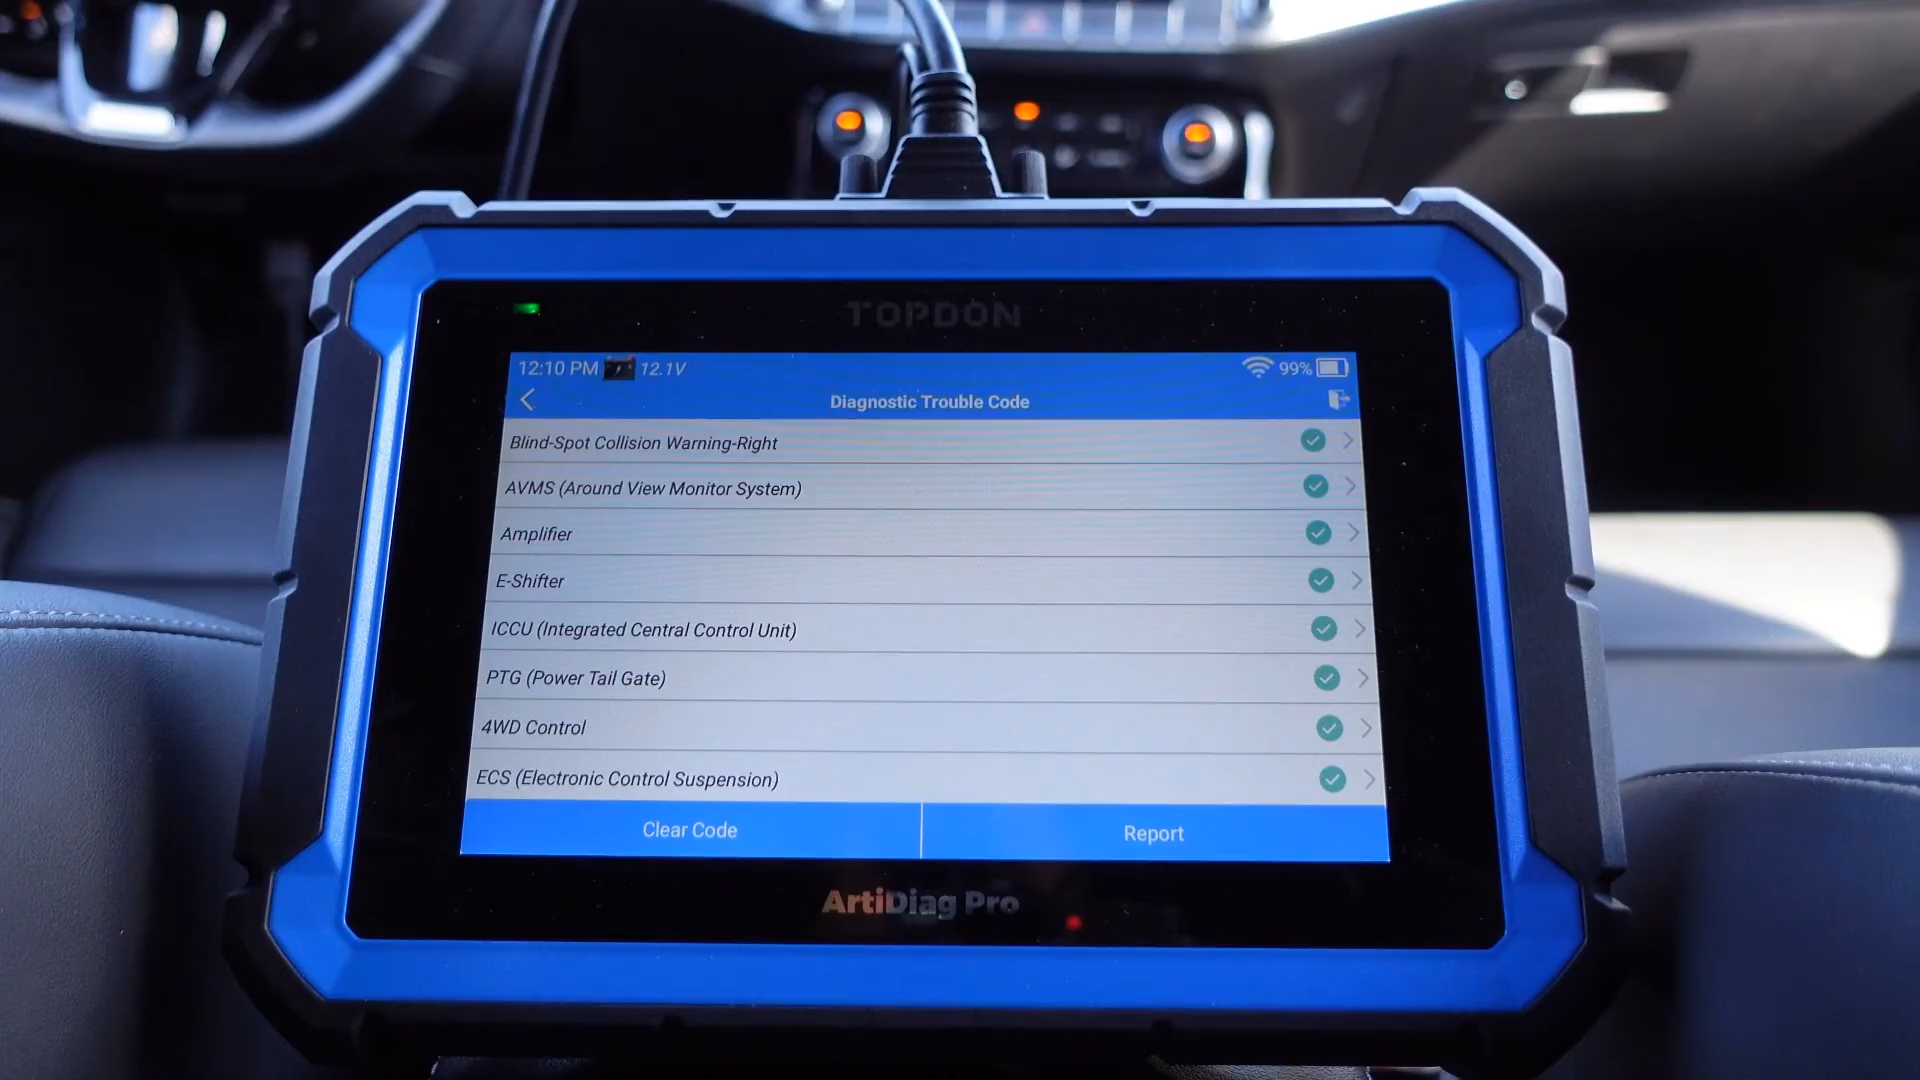 TOPDON
12:10 PM 12.1V 99%
Diagnostic Trouble Code
Blind-Spot Collision Warning-Right
AVMS (Around View Monitor System)
Amplifier
E-Shifter
ICCU (Integrated Central Control Unit)
PTG (Power Tail Gate)
4WD Control
ECS (Electronic Control Suspension)
Clear Code Report
ArtiDiag Pro